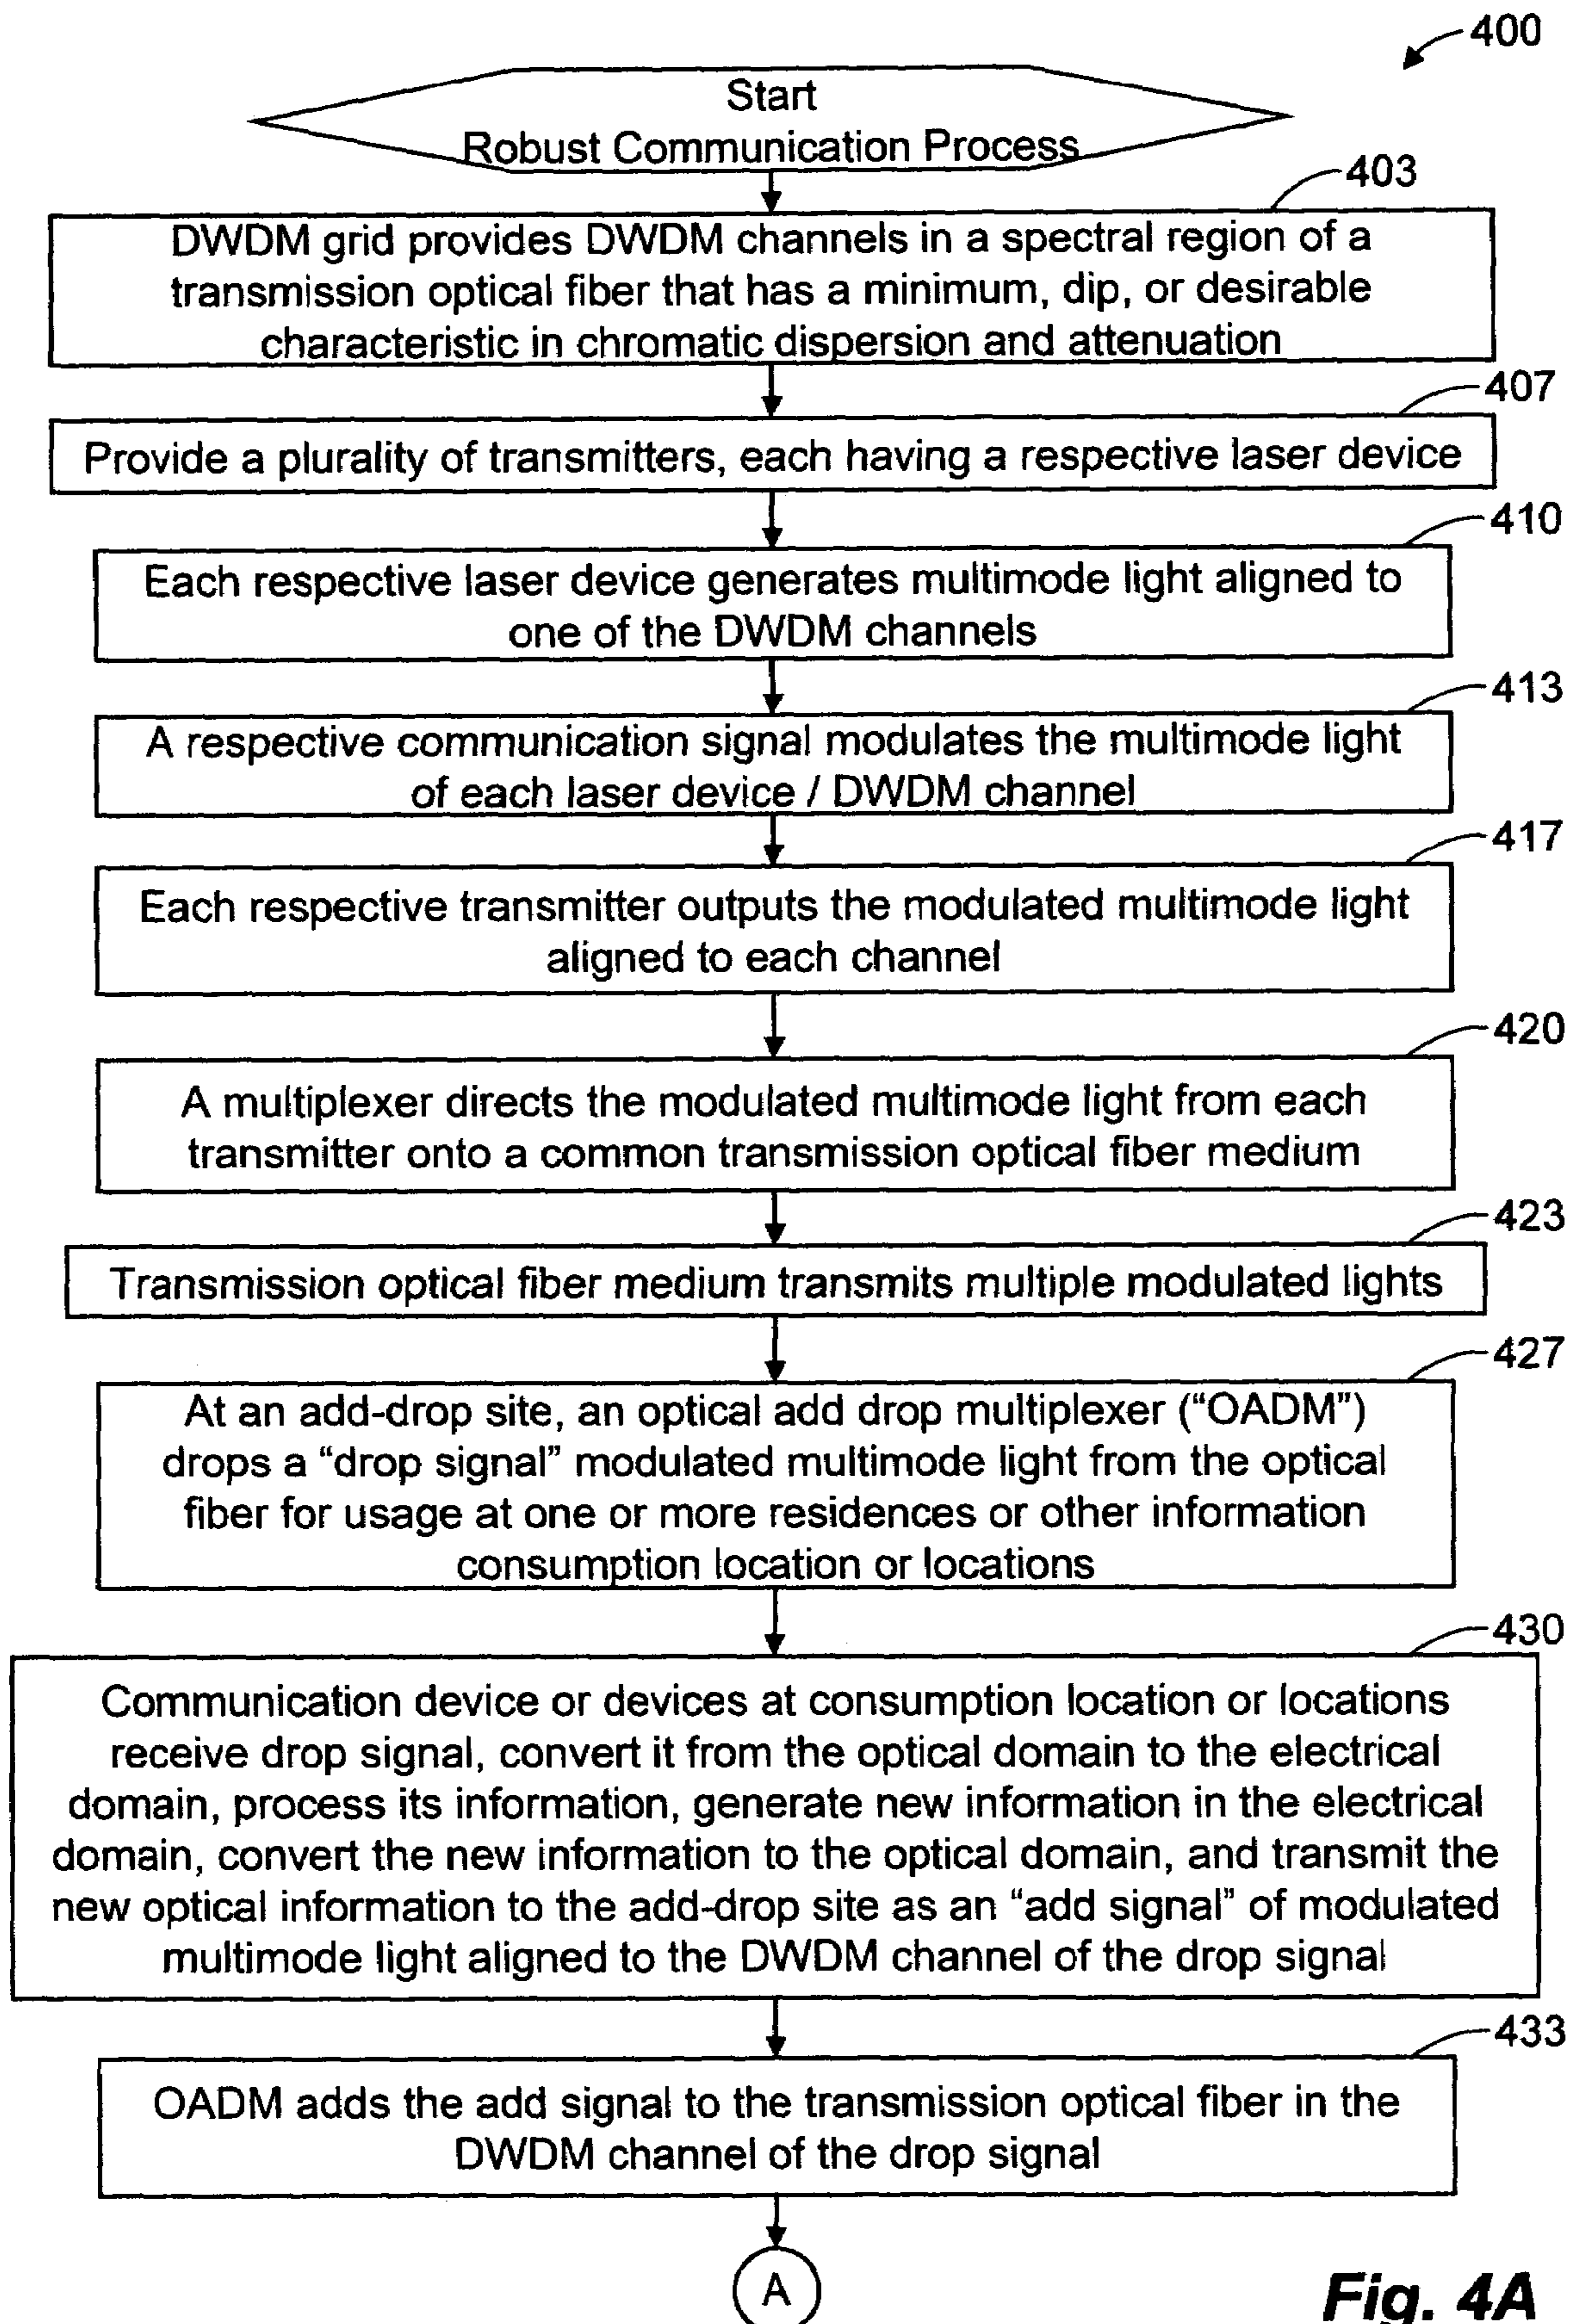 400
Start
Robust Communication Process
403
DWDM grid provides DWDM channels in a spectral region of a
transmission optical fiber that has a minimum, dip, or desirable
characteristic in chromatic dispersion and attenuation
407
Provide a plurality of transmitters, each having a respective laser device
410
Each respective laser device generates multimode light aligned to
one of the DWDM channels
413
A respective communication signal modulates the multimode light
of each laser device / DWDM channel
417
Each respective transmitter outputs the modulated multimode light
aligned to each channel
420
A multiplexer directs the modulated multimode light from each
transmitter onto a common transmission optical fiber medium
423
Transmission optical fiber medium transmits multiple modulated lights
427
At an add-drop site, an optical add drop multiplexer (“OADM”)
drops a “drop signal” modulated multimode light from the optical
fiber for usage at one or more residences or other information
consumption location or locations
430
Communication device or devices at consumption location or locations
receive drop signal, convert it from the optical domain to the electrical
domain, process its information, generate new information in the electrical
domain, convert the new information to the optical domain, and transmit the
new optical information to the add-drop site as an “add signal” of modulated
multimode light aligned to the DWDM channel of the drop signal
433
OADM adds the add signal to the transmission optical fiber in the
DWDM channel of the drop signal
A
Fig. 4A